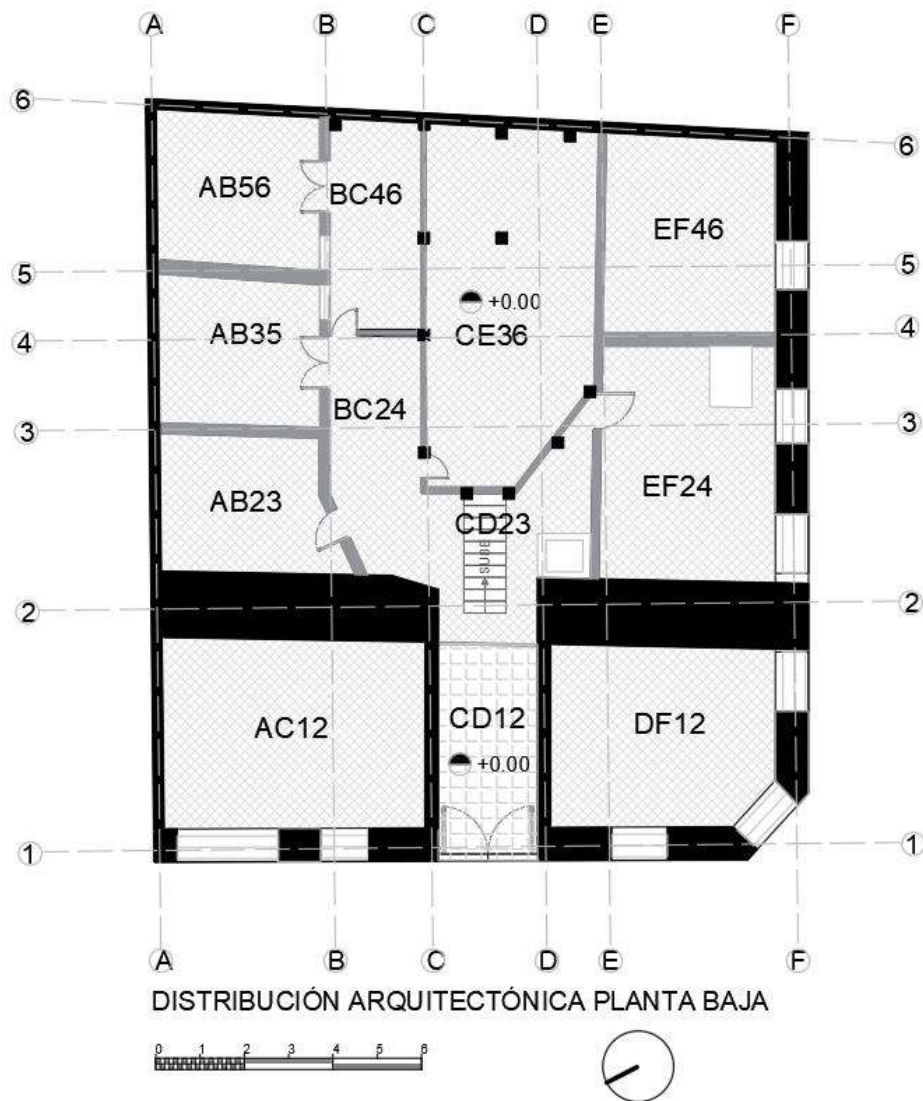 A B C D E F
6
6
AB56
BC46
EF46
5
5
+0.00
AB35
CE36
4
4
BC24
3
3
AB23
EF24
CD23
SUBE
2
2
AC12
CD12
DF12
+0.00
1
1
A B C D E F
DISTRIBUCIÓN ARQUITECTÓNICA PLANTA BAJA
0 1 2 3 4 5 6